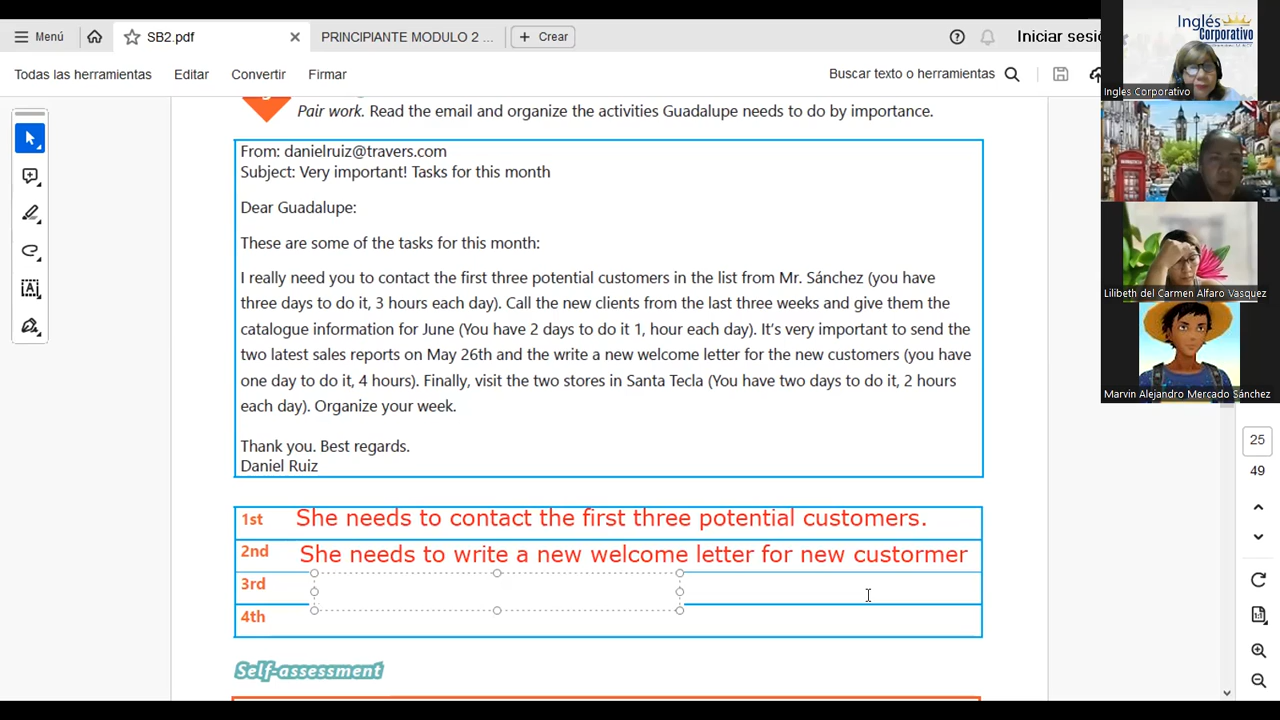 Menú
SB2.pdf
PRINCIPIANTE MODULO 2 ...
Crear
Iniciar sesi
Todas las herramientas
Editar
Convertir
Firmar
Buscar texto o herramientas
Pair work. Read the email and organize the activities Guadalupe needs to do by importance.
From: danielruiz@travers.com
Subject: Very important! Tasks for this month
Dear Guadalupe:
These are some of the tasks for this month:
I really need you to contact the first three potential customers in the list from Mr. Sánchez (you have
three days to do it, 3 hours every day). Call the new clients from the last three weeks and give them the
catalogue information for June (You have 2 days to do it 1, hour each day). It's very important to send the
two latest sales reports on May 26th and the write a new welcome letter for the new customers (you have
one day to do it, 4 hours). Finally, visit the two stores in Santa Tecla (You have two days to do it, 2 hours
each day). Organize your week.
Thank you. Best regards.
Daniel Ruiz
1st She needs to contact the first three potential customers.
2nd She needs to write a new welcome letter for new custormer
3rd
4th
Self-assessment
25
49
Inglés
Corporativo
Ingles Corporativo
Lilibeth del Carmen Alfaro Vasquez
Marvin Alejandro Mercado Sánchez